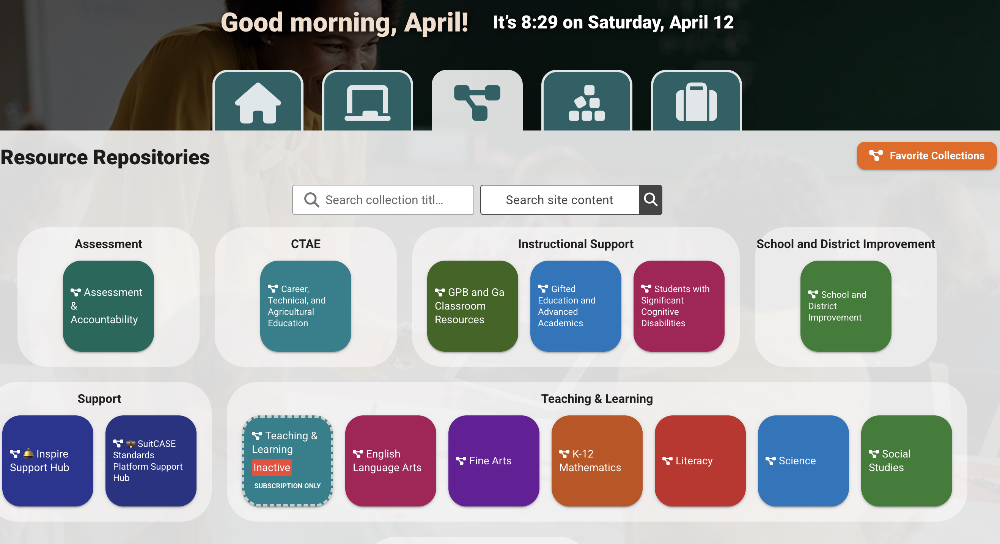 Good morning, April!
It’s 8:29 on Saturday, April 12
Resource Repositories
Favorite Collections
Search collection titl...
Search site content
Assessment
Assessment
&
Accountability
CTAE
Career,
Technical, and
Agricultural
Education
Instructional Support
GPB and Ga
Classroom
Resources
Gifted
Education and
Advanced
Academics
Students with
Significant
Cognitive
Disabilities
School and District Improvement
School and
District
Improvement
Support
Inspire
Support Hub
SuitCASE
Standards
Platform Support
Hub
Teaching & Learning
Teaching &
Learning
Inactive
SUBSCRIPTION ONLY
English
Language Arts
Fine Arts
K-12
Mathematics
Literacy
Science
Social
Studies